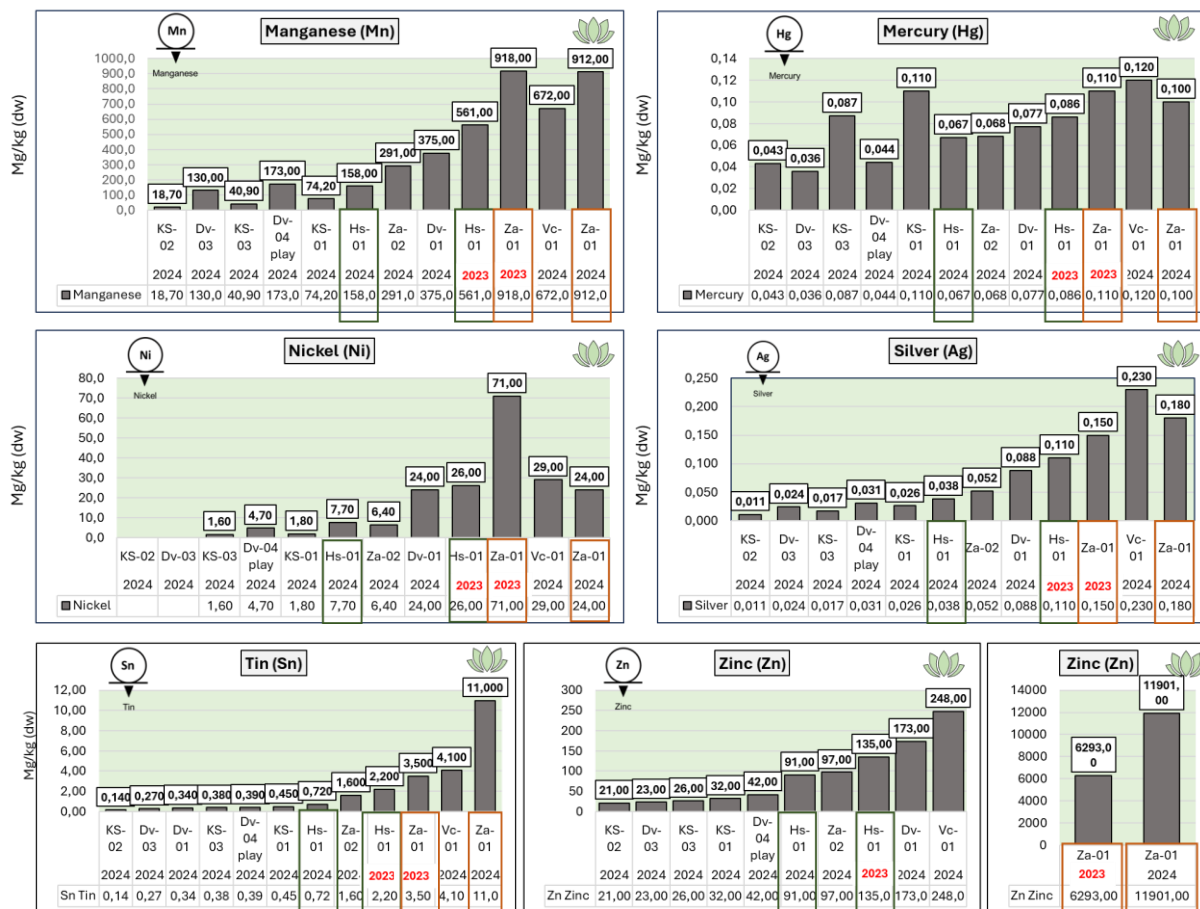 Mn
Manganese (Mn)
Manganese
Mg/kg (dw)
1000,0
900,0
800,0
700,0
600,0
500,0
400,0
300,0
200,0
100,0
0,0
18,70 130,00 40,90 173,00 74,20 158,00 291,00 375,00 561,00 918,00 672,00 912,00
KS-02 Dv-03 KS-03 Dv-04 play KS-01 Hs-01 Za-02 Dv-01 Hs-01 Za-01 Vc-01 Za-01
2024 2024 2024 2024 2024 2024 2024 2024 2023 2023 2024 2024
Manganese 18,70 130,0 40,90 173,0 74,20 158,0 291,0 375,0 561,0 918,0 672,0 912,0
Hg
Mercury (Hg)
Mercury
Mg/kg (dw)
0,14
0,12
0,10
0,08
0,06
0,04
0,02
0,00
0,043 0,036 0,087 0,044 0,110 0,067 0,068 0,077 0,086 0,110 0,120 0,100
KS-02 Dv-03 KS-03 Dv-04 play KS-01 Hs-01 Za-02 Dv-01 Hs-01 Za-01 Vc-01 Za-01
2024 2024 2024 2024 2024 2024 2024 2024 2023 2023 2024 2024
Mercury 0,043 0,036 0,087 0,044 0,110 0,067 0,068 0,077 0,086 0,110 0,120 0,100
Ni
Nickel (Ni)
Nickel
Mg/kg (dw)
80,0
70,0
60,0
50,0
40,0
30,0
20,0
10,0
0,0
1,60 4,70 1,80 7,70 6,40 24,00 26,00 71,00 29,00 24,00
KS-02 Dv-03 KS-03 Dv-04 play KS-01 Hs-01 Za-02 Dv-01 Hs-01 Za-01 Vc-01 Za-01
2024 2024 2024 2024 2024 2024 2024 2024 2023 2023 2024 2024
Nickel 1,60 4,70 1,80 7,70 6,40 24,00 26,00 71,00 29,00 24,00
Ag
Silver (Ag)
Silver
Mg/kg (dw)
0,250
0,200
0,150
0,100
0,050
0,000
0,011 0,024 0,017 0,031 0,026 0,038 0,052 0,088 0,110 0,150 0,230 0,180
KS-02 Dv-03 KS-03 Dv-04 play KS-01 Hs-01 Za-02 Dv-01 Hs-01 Za-01 Vc-01 Za-01
2024 2024 2024 2024 2024 2024 2024 2024 2023 2023 2024 2024
Silver 0,011 0,024 0,017 0,031 0,026 0,038 0,052 0,088 0,110 0,150 0,230 0,180
Sn
Tin (Sn)
Tin
Mg/kg (dw)
12,00
10,00
8,00
6,00
4,00
2,00
0,00
0,140 0,270 0,340 0,380 0,390 0,450 0,720 1,600 2,200 3,500 4,100 11,000
KS-02 Dv-03 Dv-01 KS-03 Dv-04 play KS-01 Hs-01 Za-02 Hs-01 Za-01 Vc-01 Za-01
2024 2024 2024 2024 2024 2024 2024 202 2023 2023 2024 2024
Sn Tin 0,14 0,27 0,34 0,38 0,39 0,45 0,72 1,60 2,20 3,50 4,10 11,0
Zn
Zinc (Zn)
Zinc
300
250
200
150
100
50
0
21,00 23,00 26,00 32,00 42,00 91,00 97,00 135,00 173,00 248,00
KS-02 Dv-03 KS-03 KS-01 Dv-04 play Hs-01 Za-02 Hs-01 Dv-01 Vc-01
2024 2024 2024 2024 2024 2024 2024 2023 2024 2024
Zn Zinc 21,00 23,00 26,00 32,00 42,00 91,00 97,00 135,0 173,0 248,0
Zinc (Zn)
14000
12000
10000
8000
6000
4000
2000
0
6293,00 11901,00
Za-01 Za-01
2023 2024
Zn Zinc 6293,00 11901,00